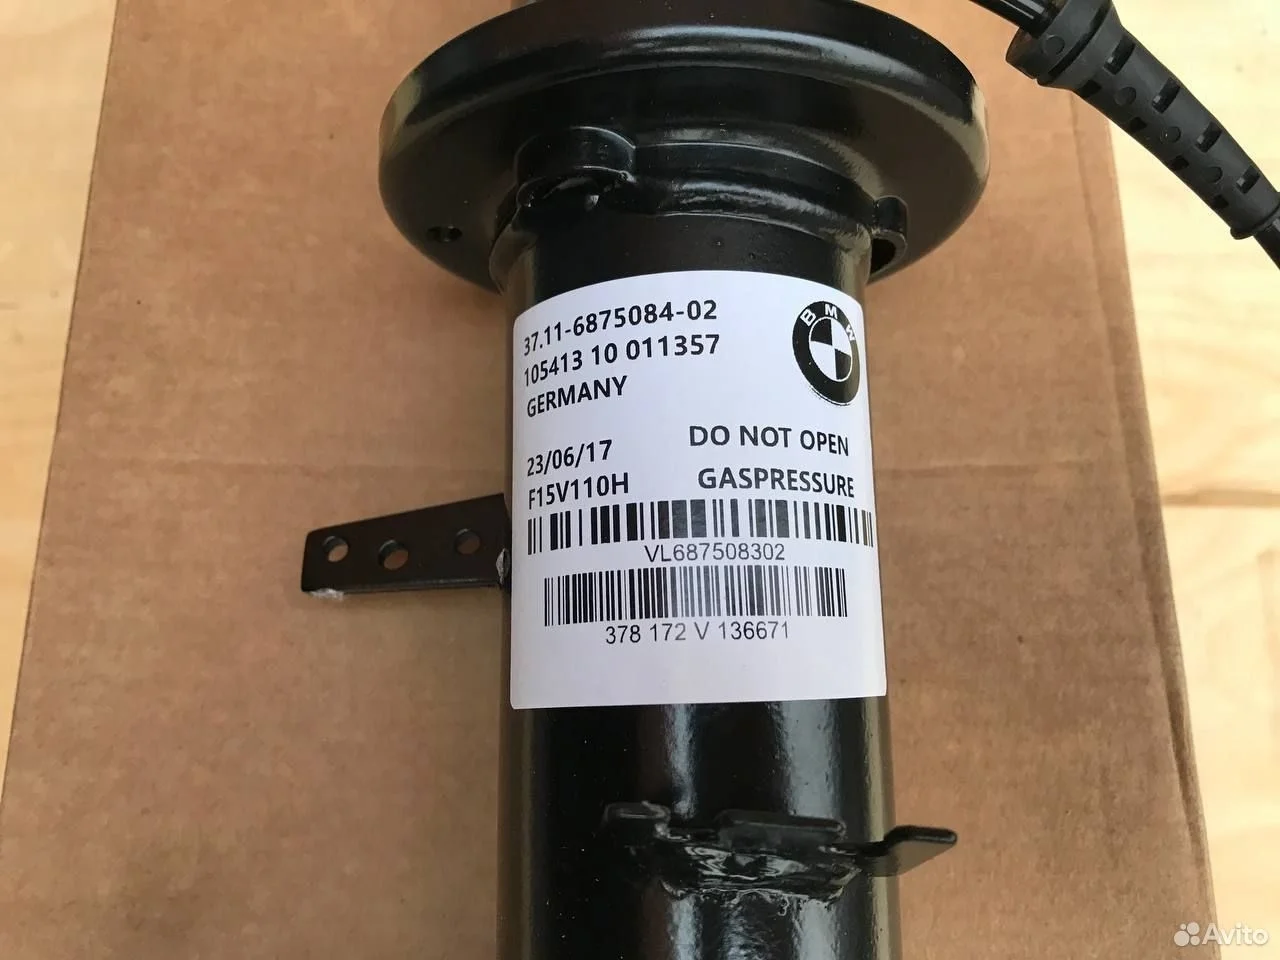 37.11-6875084-02
105413 10 011357
GERMANY
BMW
23/06/17
DO NOT OPEN
F15V110H
GASPRESSURE
VL687508302
378 172 V 136671
Avito